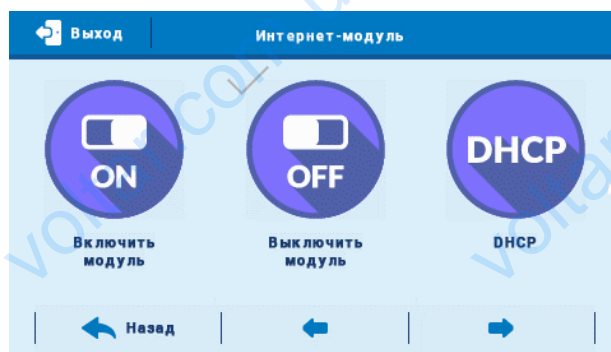 Выход
Интернет-модуль
ON
OFF
DHCP
Включить
модуль
Выключить
модуль
DHCP
Назад